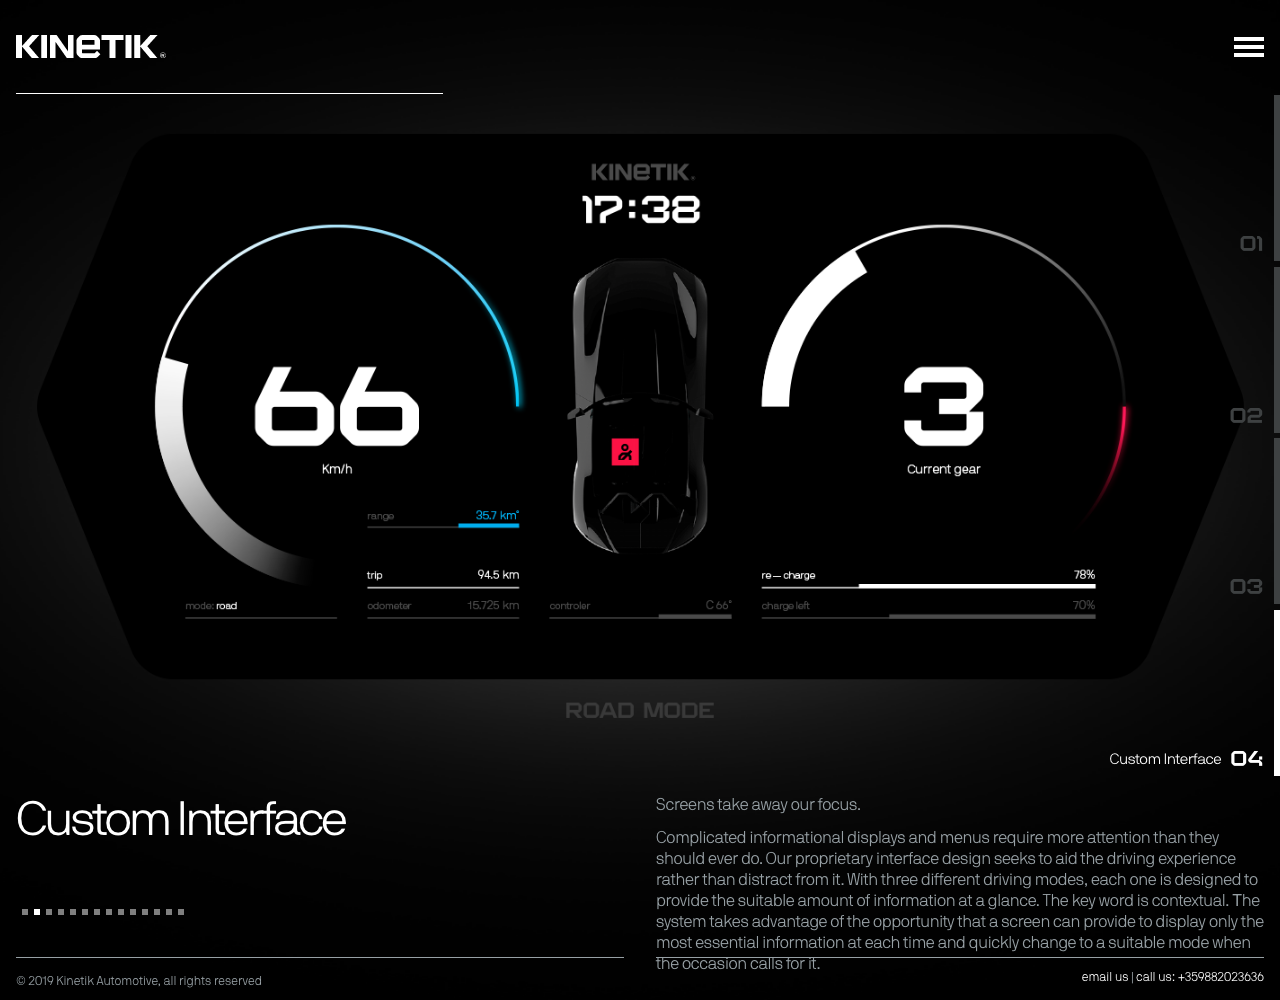 KINETIK®
KINETIK
17:38
66
Km/h
3
Current gear
range 35.7 km*
trip 94.5 km
mode: road
odometer 15.725 km
controler C 66°
re — charge 78%
charge left 70%
01
02
03
ROAD MODE
Custom Interface 04
Custom Interface
Screens take away our focus.
Complicated informational displays and menus require more attention than they
should ever do. Our proprietary interface design seeks to aid the driving experience
rather than distract from it. With three different driving modes, each one is designed to
provide the suitable amount of information at a glance. The key word is contextual. The
system takes advantage of the opportunity that a screen can provide to display only the
most essential information at each time and quickly change to a suitable mode when
the occasion calls for it.
© 2019 Kinetik Automotive, all rights reserved
email us | call us: +359882023636